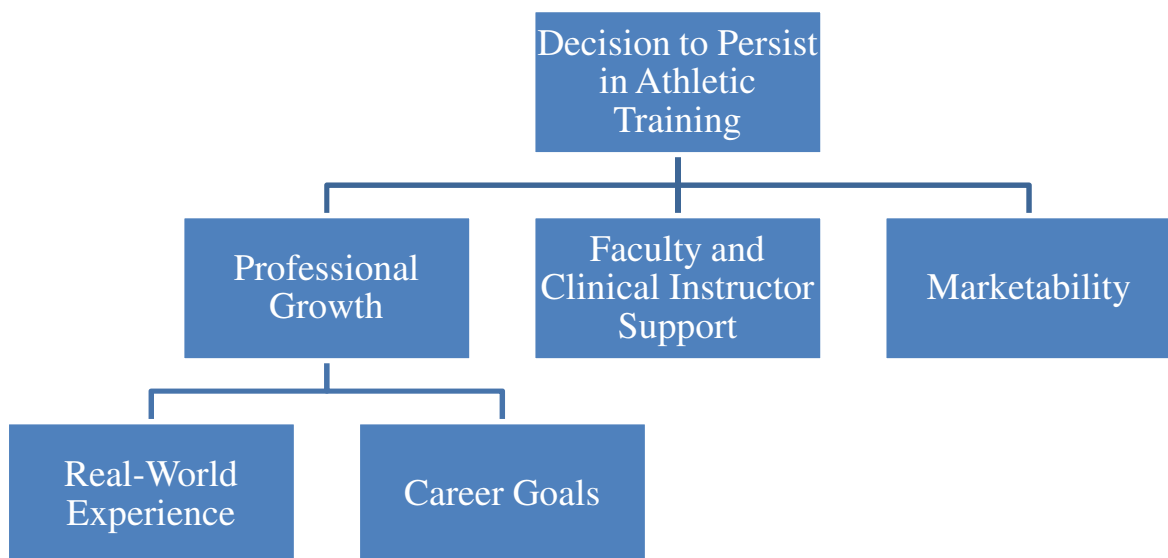 Decision to Persist
in Athletic
Training
Professional
Growth
Faculty and
Clinical Instructor
Support
Marketability
Real-World
Experience
Career Goals